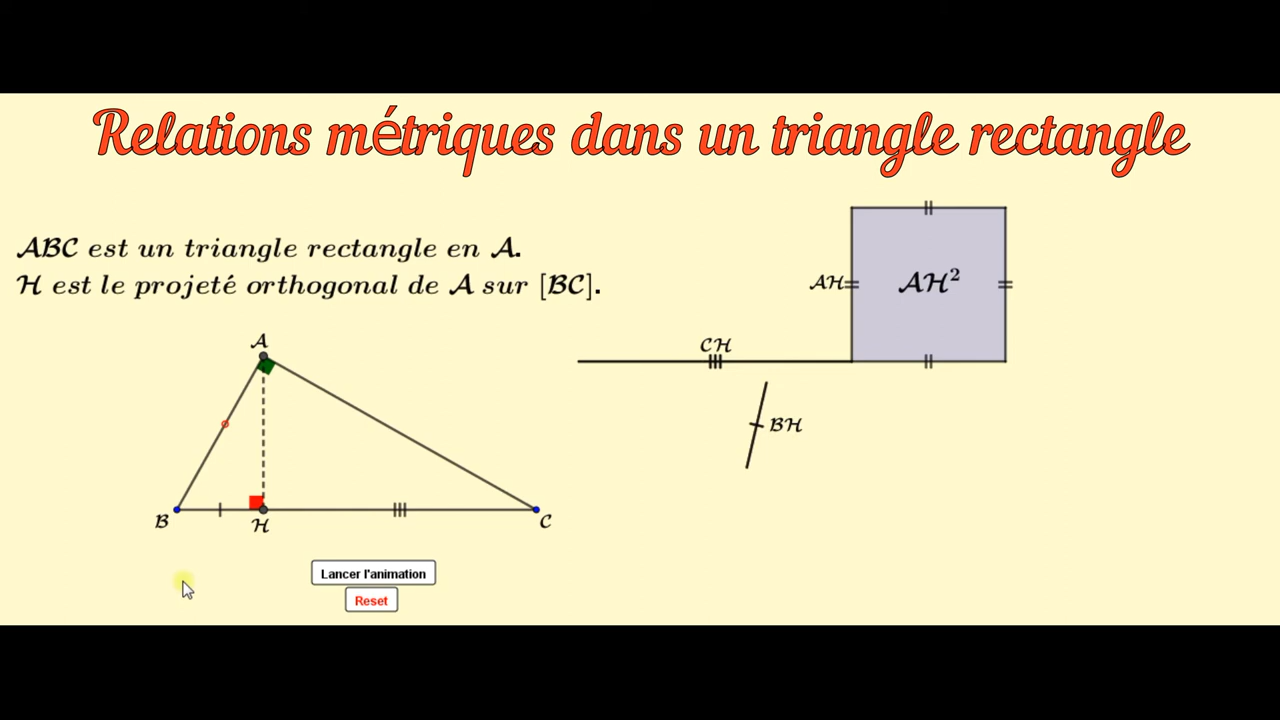 Relations métriques dans un triangle rectangle
ABC est un triangle rectangle en A.
H est le projeté orthogonal de A sur [BC].
AH
AH²
CH
BH
A
B
H
C
Lancer l'animation
Reset